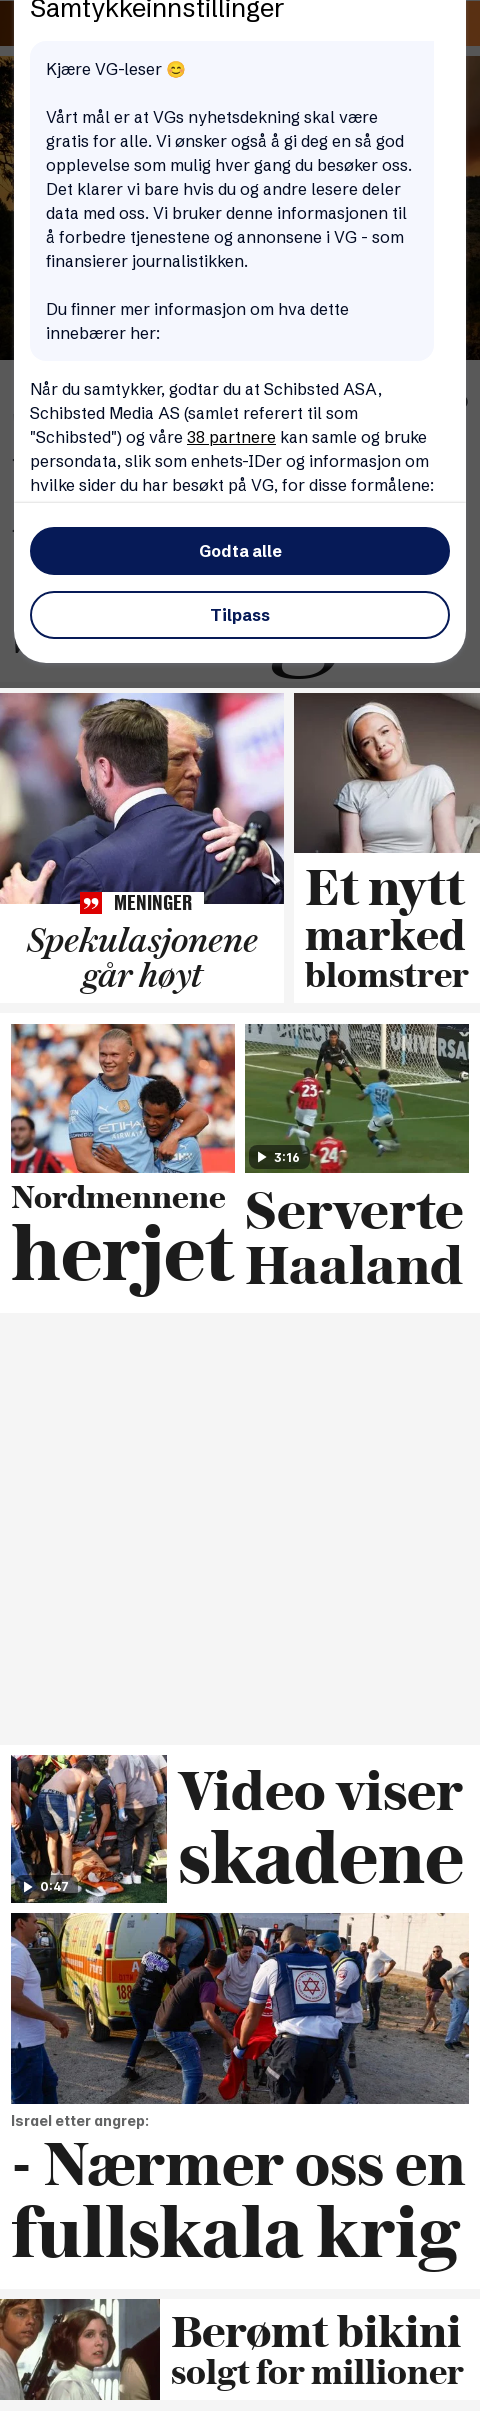 Samtykkeinnstillinger
Kjære VG-leser 😊
Vårt mål er at VGs nyhetsdekning skal være
gratis for alle. Vi ønsker også å gi deg en så god
opplevelse som mulig hver gang du besøker oss.
Det klarer vi bare hvis du og andre lesere deler
data med oss. Vi bruker denne informasjonen til
å forbedre tjenestene og annonsene i VG - som
finansierer journalistikken.
Du finner mer informasjon om hva dette
innebærer her:
Når du samtykker, godtar du at Schibsted ASA,
Schibsted Media AS (samlet referert til som
"Schibsted") og våre 38 partnere kan samle og bruke
persondata, slik som enhets-IDer og informasjon om
hvilke sider du har besøkt på VG, for disse formålene:
Godta alle
Tilpass
MENINGER
Spekulasjonene
går høyt
Et nytt
marked
blomstrer
ETIHAD
AIRWAYS
UNIVERSA
23
52
24
3:16
Nordmennene
herjet
Serverte
Haaland
0:47
Video viser
skadene
188
Israel etter angrep:
- Nærmer oss en
fullskala krig
Berømt bikini
solgt for millioner